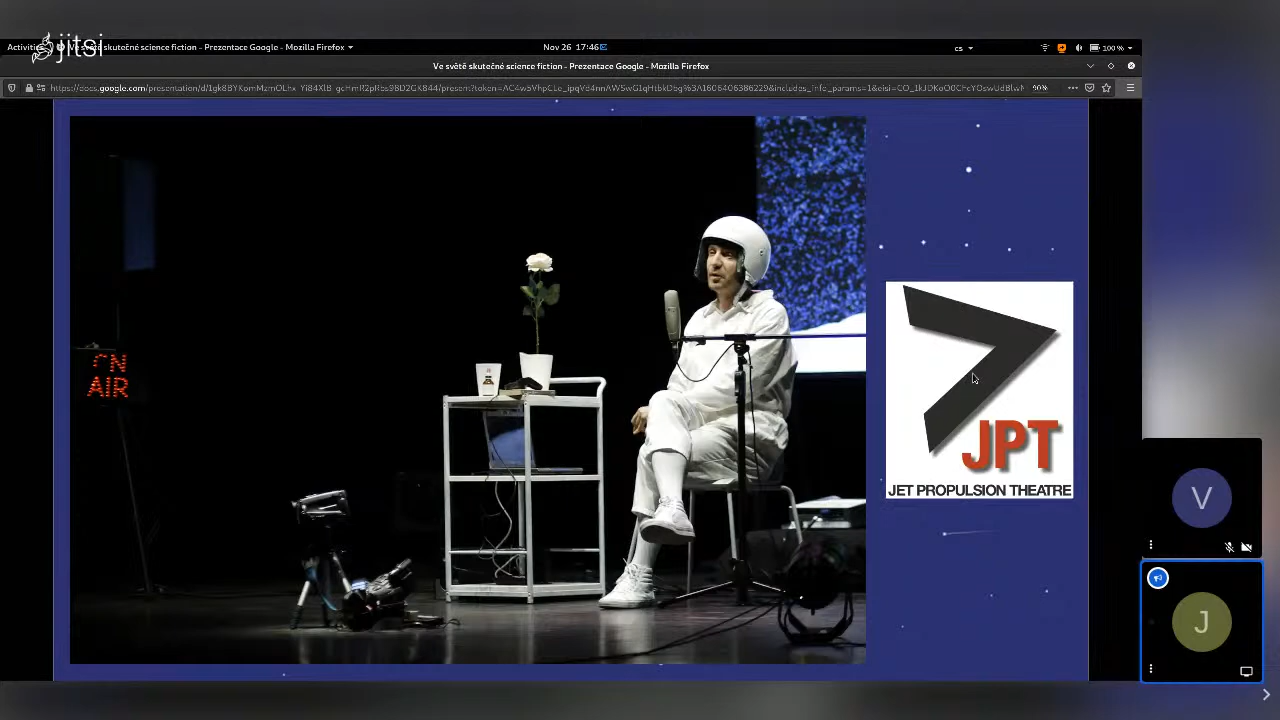 jitsi
Ve světě skutečné science fiction - Prezentace Google - Mozilla Firefox
Nov 26 17:46
cs
100 %
Ve světě skutečné science fiction - Prezentace Google - Mozilla Firefox
90%
ON
AIR
JPT
JET PROPULSION THEATRE
V
J